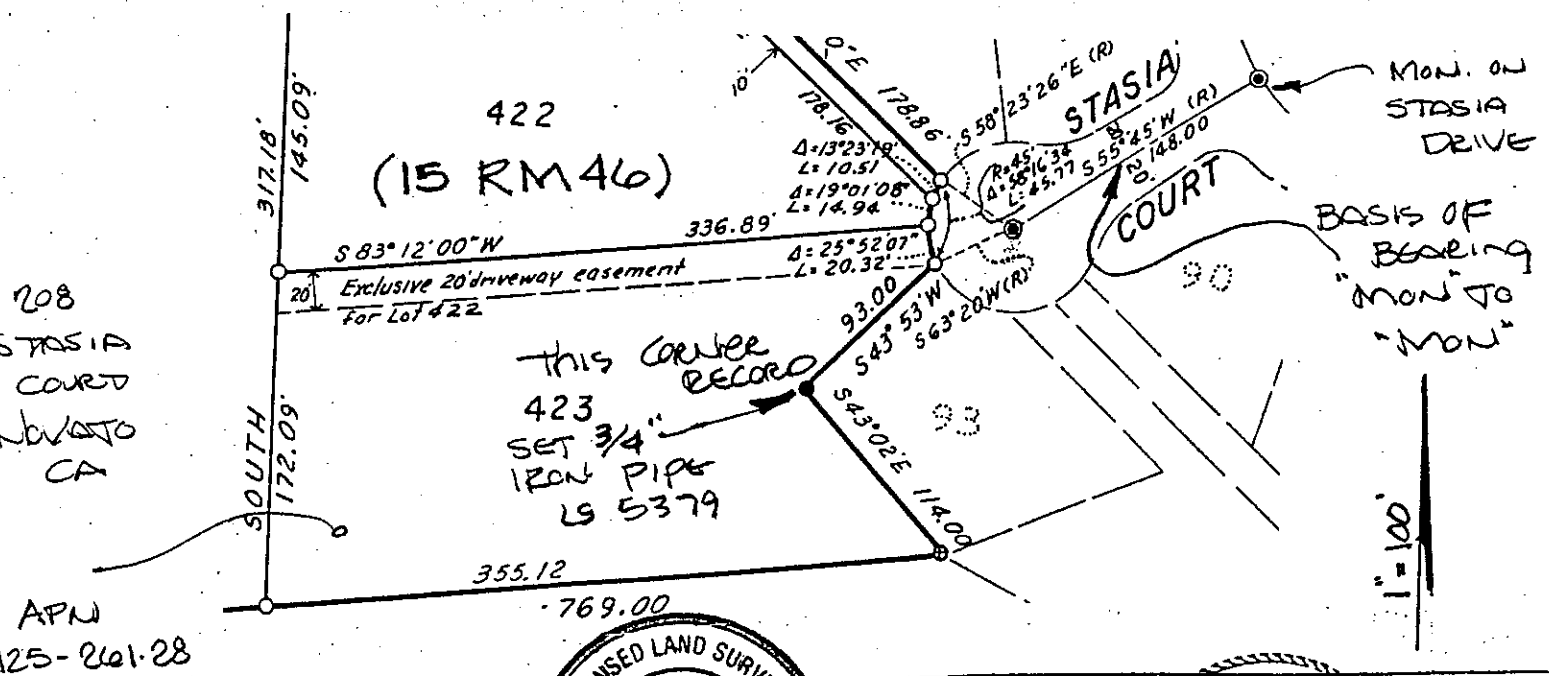 317.18'
145.09'
422
(15 RM 46)
10'
178.16
0"E 178.86
S 58° 23' 26" E (R)
STASIA
COURT
MON. ON
STASIA
DRIVE
Δ=13°23'19"
L= 10.51
Δ=19°01'08"
L= 14.94
R=45'
L= 45.77
S 55° 45' W (R)
148.00
S 83° 12' 00" W
336.89'
Δ= 25° 52' 07"
L= 20.32'
20'
Exclusive 20' driveway easement
for Lot 422
BASIS OF
BEARING
"MON" TO
"MON"
90
208
STASIA
COURT
NOVATO
CA
93.00
S 43° 53' W
S 63° 20' W (R)
THIS CORNER
RECORD
423
SET 3/4"
IRON PIPE
LS 5379
S 43° 02' E 114.00
93
SOUTH
172.09'
1" = 100'
355.12
769.00
APN
125-261-28
NSED LAND SURV